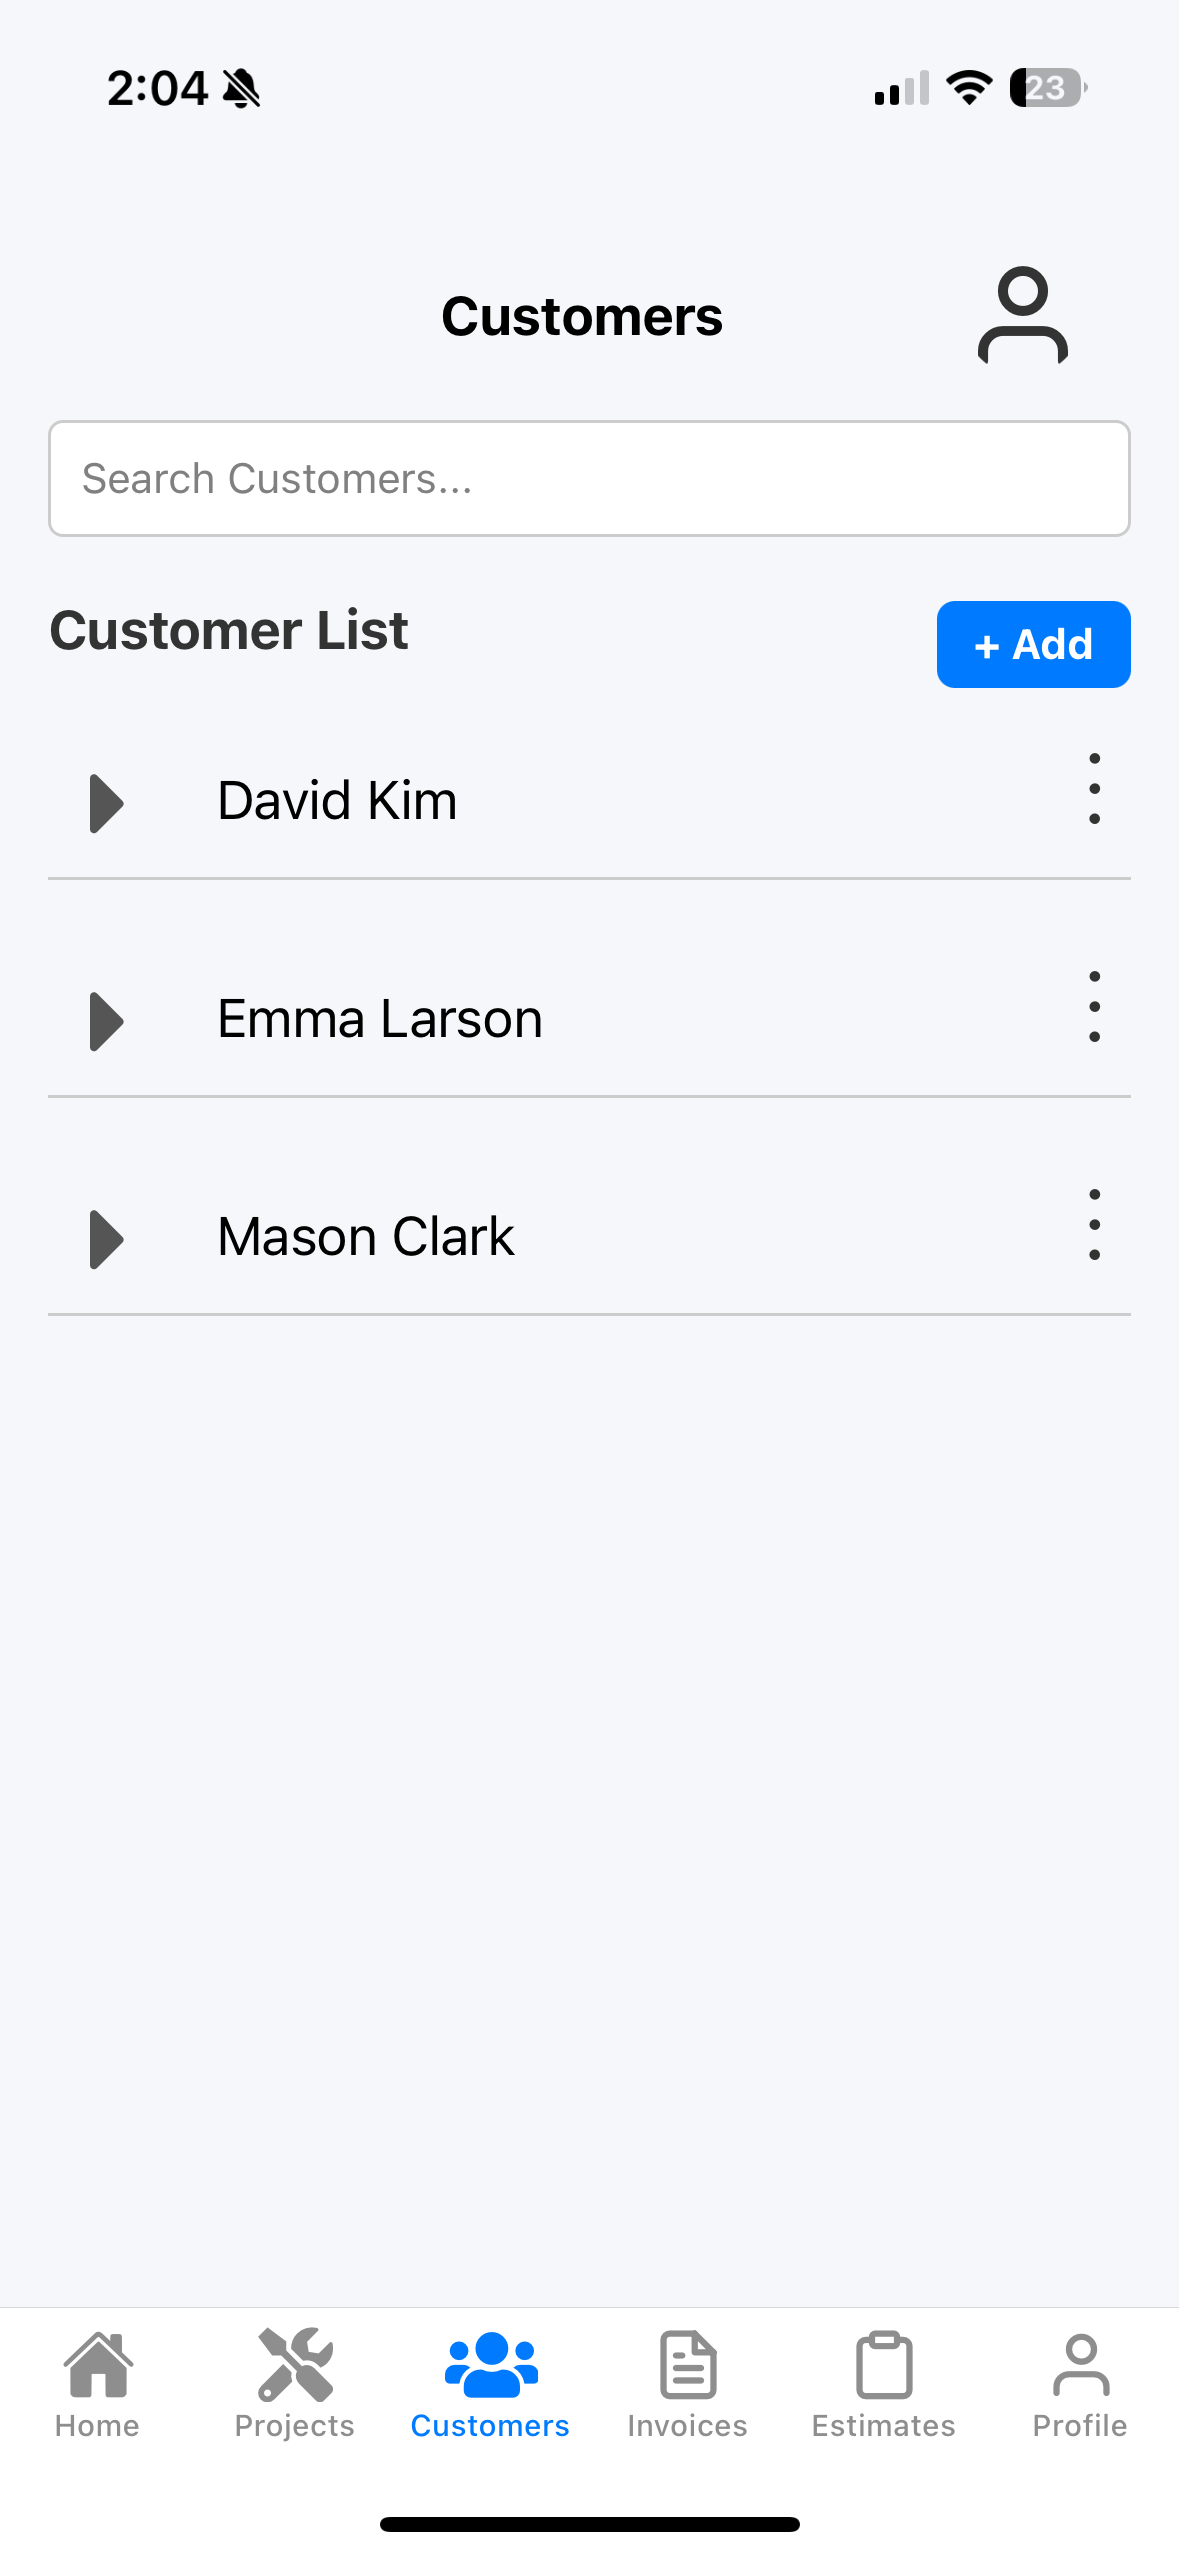 2:04
23
Customers
Search Customers...
Customer List
+ Add
David Kim
Emma Larson
Mason Clark
Home Projects Customers Invoices Estimates Profile